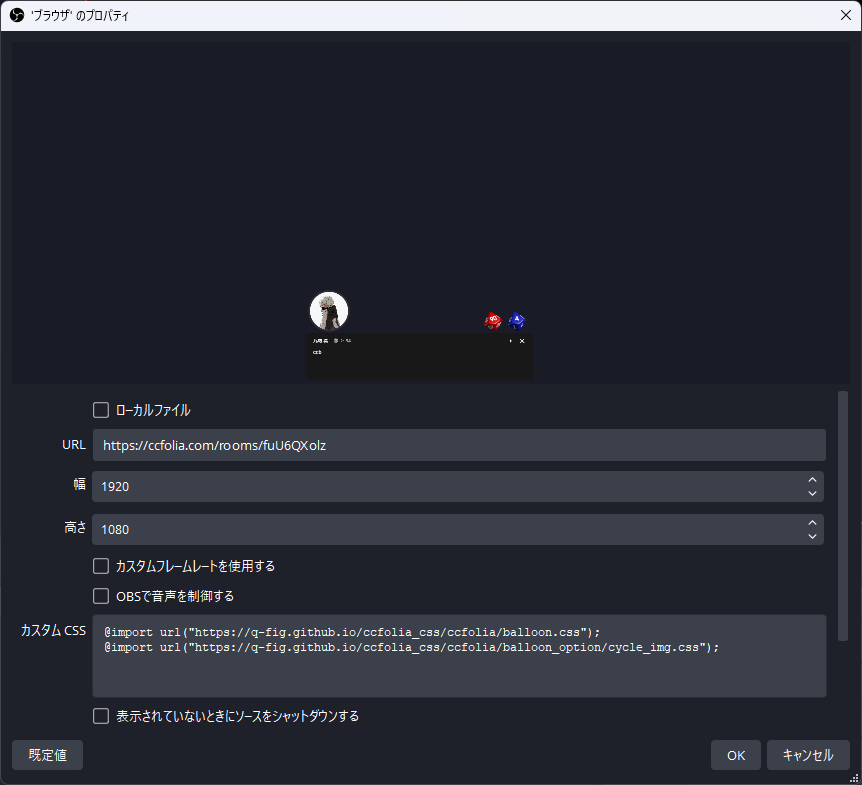 'ブラウザ' のプロパティ
ccb
ローカルファイル
URL
https://ccfolia.com/rooms/fuU6QXolz
幅
1920
高さ
1080
カスタムフレームレートを使用する
OBSで音声を制御する
カスタム CSS
@import url("https://q-fig.github.io/ccfolia_css/ccfolia/balloon.css");
@import url("https://q-fig.github.io/ccfolia_css/ccfolia/balloon_option/cycle_img.css");
表示されていないときにソースをシャットダウンする
既定値
OK
キャンセル